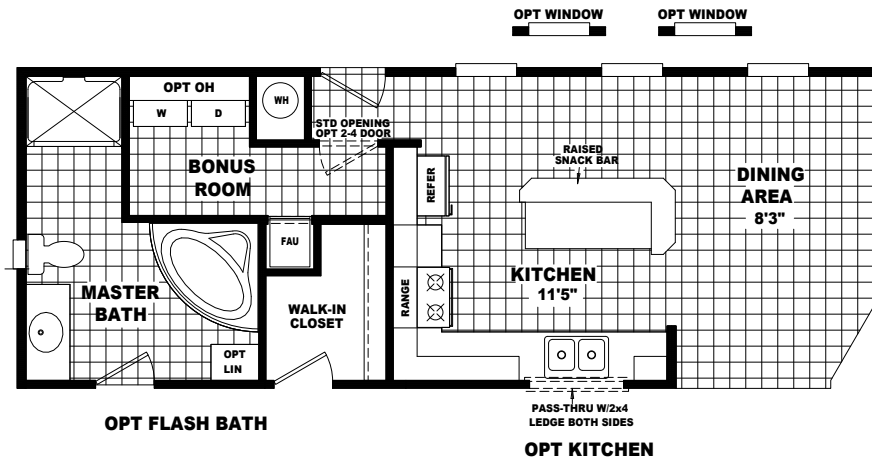 OPT WINDOW
OPT WINDOW
OPT OH
W
D
WH
STD OPENING
OPT 2-4 DOOR
BONUS
ROOM
REFER
RAISED
SNACK BAR
DINING
AREA
8'3"
FAU
KITCHEN
11'5"
RANGE
MASTER
BATH
WALK-IN
CLOSET
OPT
LIN
PASS-THRU W/2x4
LEDGE BOTH SIDES
OPT FLASH BATH
OPT KITCHEN